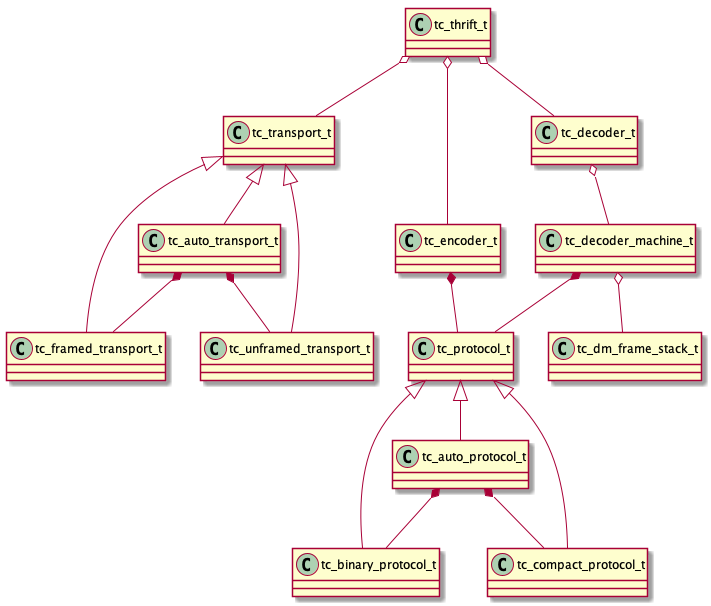 C tc_thrift_t
C tc_transport_t
C tc_decoder_t
C tc_auto_transport_t
C tc_encoder_t
C tc_decoder_machine_t
C tc_framed_transport_t
C tc_unframed_transport_t
C tc_protocol_t
C tc_dm_frame_stack_t
C tc_auto_protocol_t
C tc_binary_protocol_t
C tc_compact_protocol_t